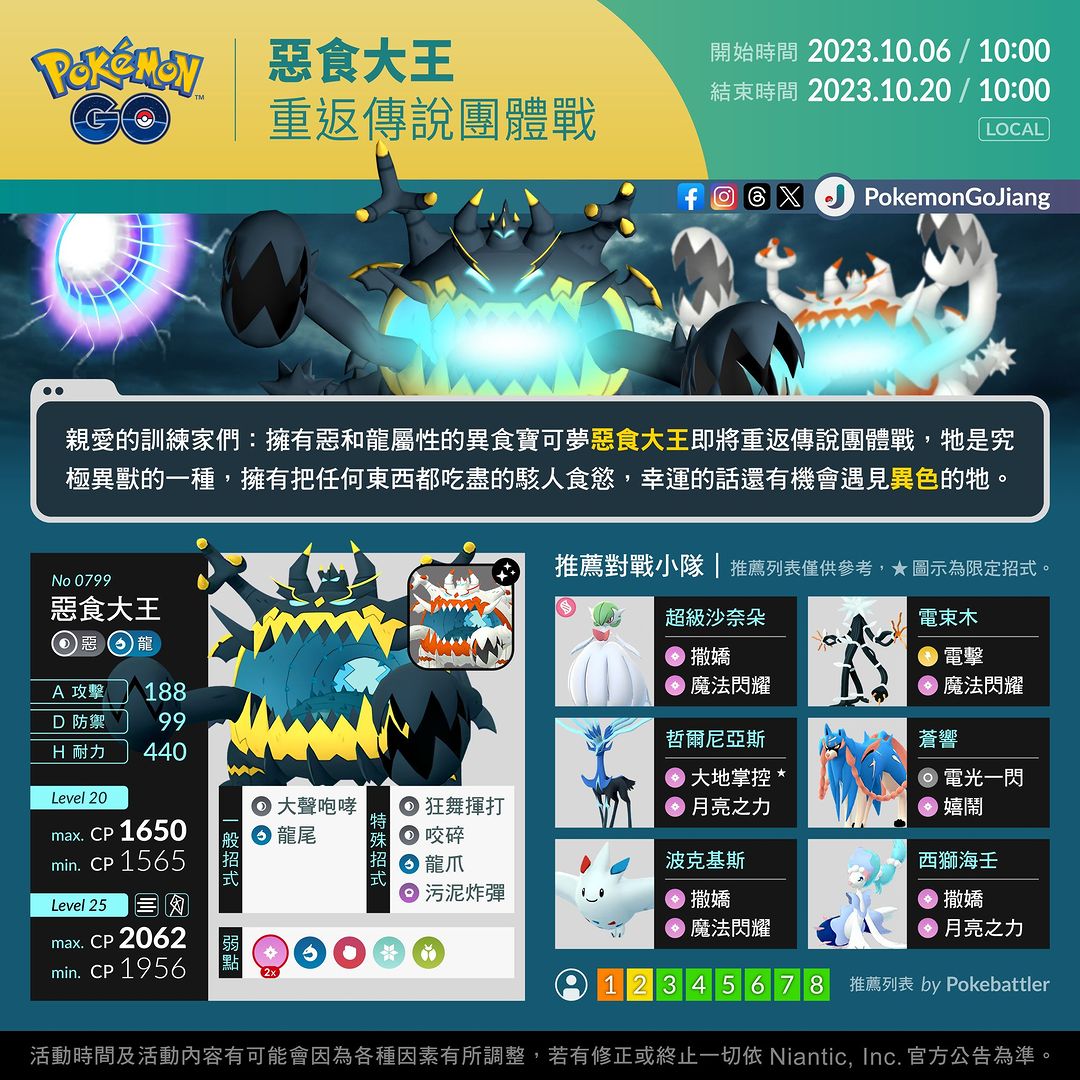 POKÉMON GO
TM
惡食大王
重返傳說團體戰
開始時間 2023.10.06 / 10:00
結束時間 2023.10.20 / 10:00
LOCAL
PokemonGoJiang
親愛的訓練家們：擁有惡和龍屬性的異食寶可夢惡食大王即將重返傳說團體戰，牠是究
極異獸的一種，擁有把任何東西都吃盡的駭人食慾，幸運的話還有機會遇見異色的牠。
No 0799
惡食大王
惡 龍
A 攻擊 188
D 防禦 99
H 耐力 440
Level 20
max. CP 1650
min. CP 1565
Level 25
max. CP 2062
min. CP 1956
一般招式
大聲咆哮
龍尾
特殊招式
狂舞揮打
咬碎
龍爪
污泥炸彈
弱點
2x
推薦對戰小隊 | 推薦列表僅供參考，★ 圖示為限定招式。
超級沙奈朵
撒嬌
魔法閃耀
電束木
電擊
魔法閃耀
哲爾尼亞斯
大地掌控 ★
月亮之力
蒼響
電光一閃
嬉鬧
波克基斯
撒嬌
魔法閃耀
西獅海壬
撒嬌
月亮之力
1 2 3 4 5 6 7 8
推薦列表 by Pokebattler
活動時間及活動內容有可能會因為各種因素有所調整，若有修正或終止一切依 Niantic, Inc. 官方公告為準。